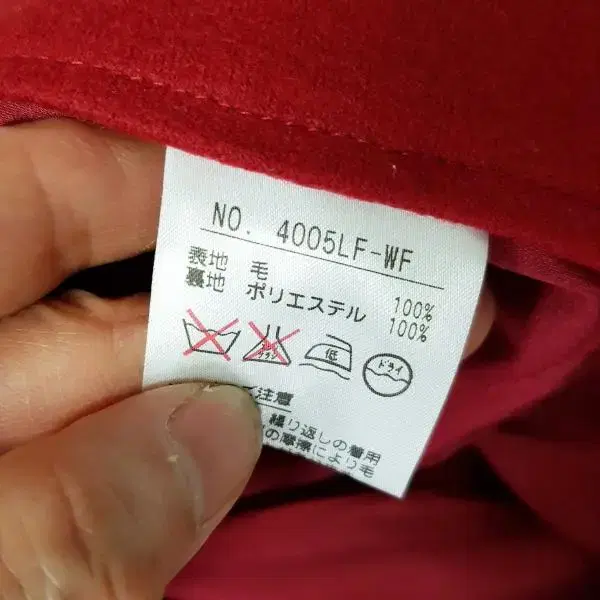 NO. 4005LF-WF
表地 毛 100%
裏地 ポリエステル 100%
低 ドライ
ご注意
繰り返しの着用
の摩擦により毛